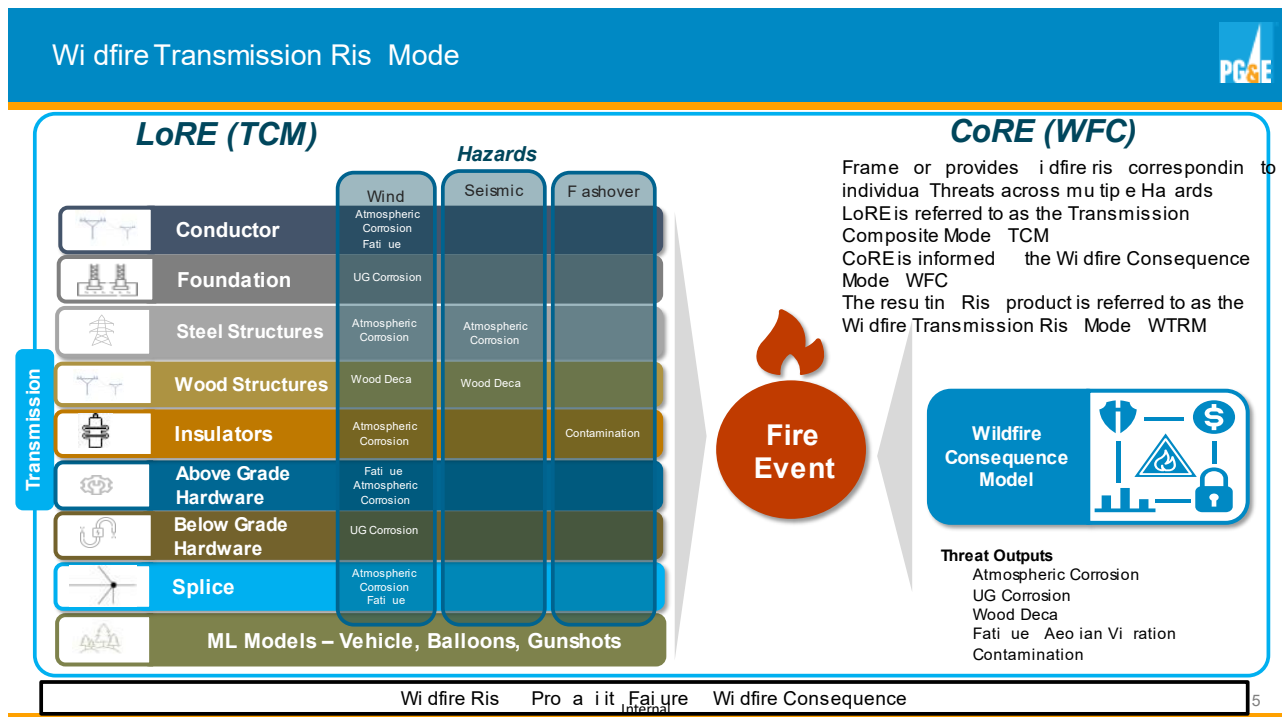 Wi dfire Transmission Ris Mode
PG&E
LoRE (TCM)
Hazards
Wind
Seismic
F ashover
Transmission
Conductor
Atmospheric
Corrosion
Fati ue
Foundation
UG Corrosion
Steel Structures
Atmospheric
Corrosion
Atmospheric
Corrosion
Wood Structures
Wood Deca
Wood Deca
Insulators
Atmospheric
Corrosion
Contamination
Above Grade
Hardware
Fati ue
Atmospheric
Corrosion
Below Grade
Hardware
UG Corrosion
Splice
Atmospheric
Corrosion
Fati ue
ML Models – Vehicle, Balloons, Gunshots
Fire
Event
CoRE (WFC)
Frame or provides i dfire ris correspondin to
individua Threats across mu tip e Ha ards
LoRE is referred to as the Transmission
Composite Mode TCM
CoRE is informed the Wi dfire Consequence
Mode WFC
The resu tin Ris product is referred to as the
Wi dfire Transmission Ris Mode WTRM
Wildfire
Consequence
Model
$
Threat Outputs
Atmospheric Corrosion
UG Corrosion
Wood Deca
Fati ue Aeo ian Vi ration
Contamination
Wi dfire Ris Pro a i it Fai ure Wi dfire Consequence
Internal
5